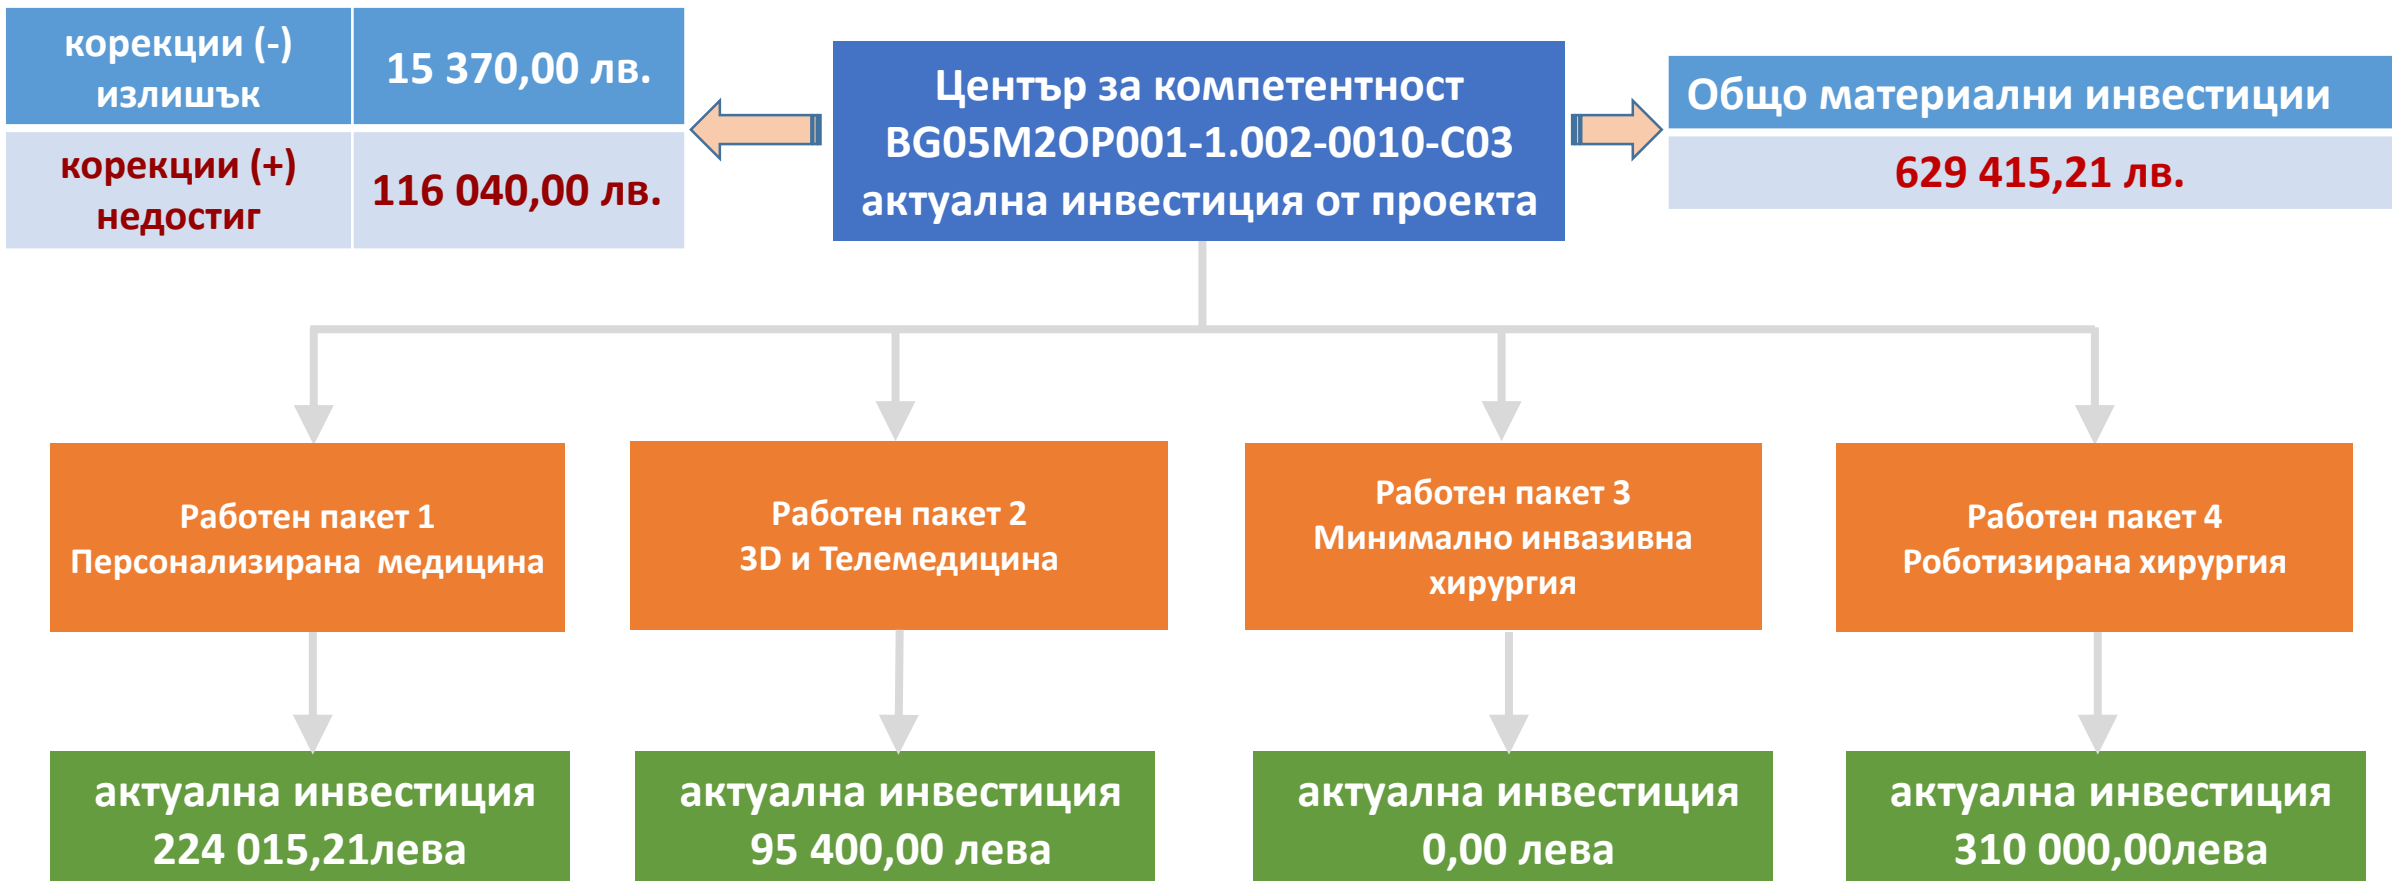 корекции (-)
излишък
15 370,00 лв.
корекции (+)
недостиг
116 040,00 лв.
Център за компетентност
BG05M2OP001-1.002-0010-C03
актуална инвестиция от проекта
Общо материални инвестиции
629 415,21 лв.
Работен пакет 1
Персонализирана медицина
Работен пакет 2
3D и Телемедицина
Работен пакет 3
Минимално инвазивна
хирургия
Работен пакет 4
Роботизирана хирургия
актуална инвестиция
224 015,21лева
актуална инвестиция
95 400,00 лева
актуална инвестиция
0,00 лева
актуална инвестиция
310 000,00лева